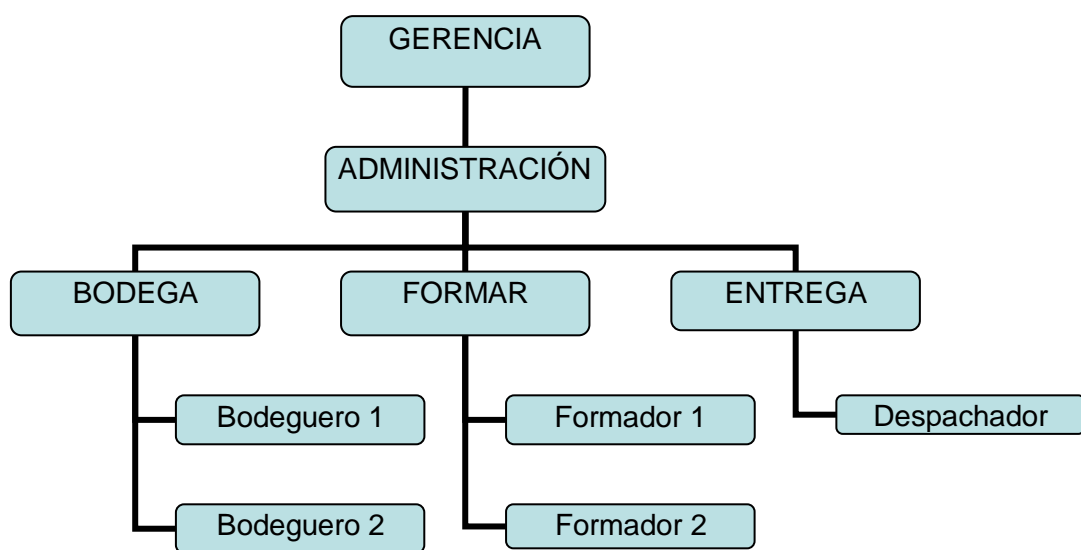 GERENCIA
ADMINISTRACIÓN
BODEGA
FORMAR
ENTREGA
Bodeguero 1
Formador 1
Despachador
Bodeguero 2
Formador 2